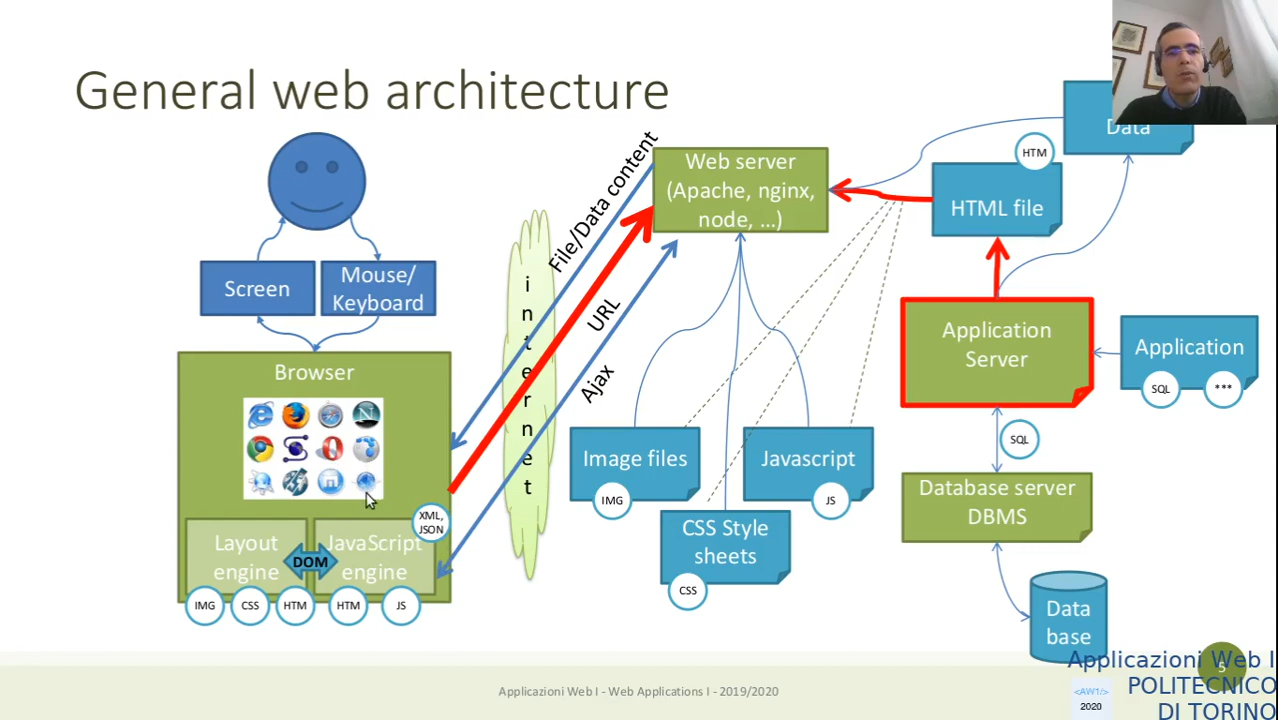 General web architecture
Data
HTM
HTML file
Web server
(Apache, nginx,
node, ...)
File/Data content
URL
Ajax
Screen
Mouse/
Keyboard
internet
Browser
Application
Server
Application
SQL
***
SQL
Image files
IMG
Javascript
JS
CSS Style
sheets
CSS
Database server
DBMS
Data
base
XML,
JSON
Layout
engine
DOM
JavaScript
engine
IMG
CSS
HTM
HTM
JS
5
Applicazioni Web I - Web Applications I - 2019/2020
Applicazioni Web I
POLITECNICO
DI TORINO
<AW1/>
2020